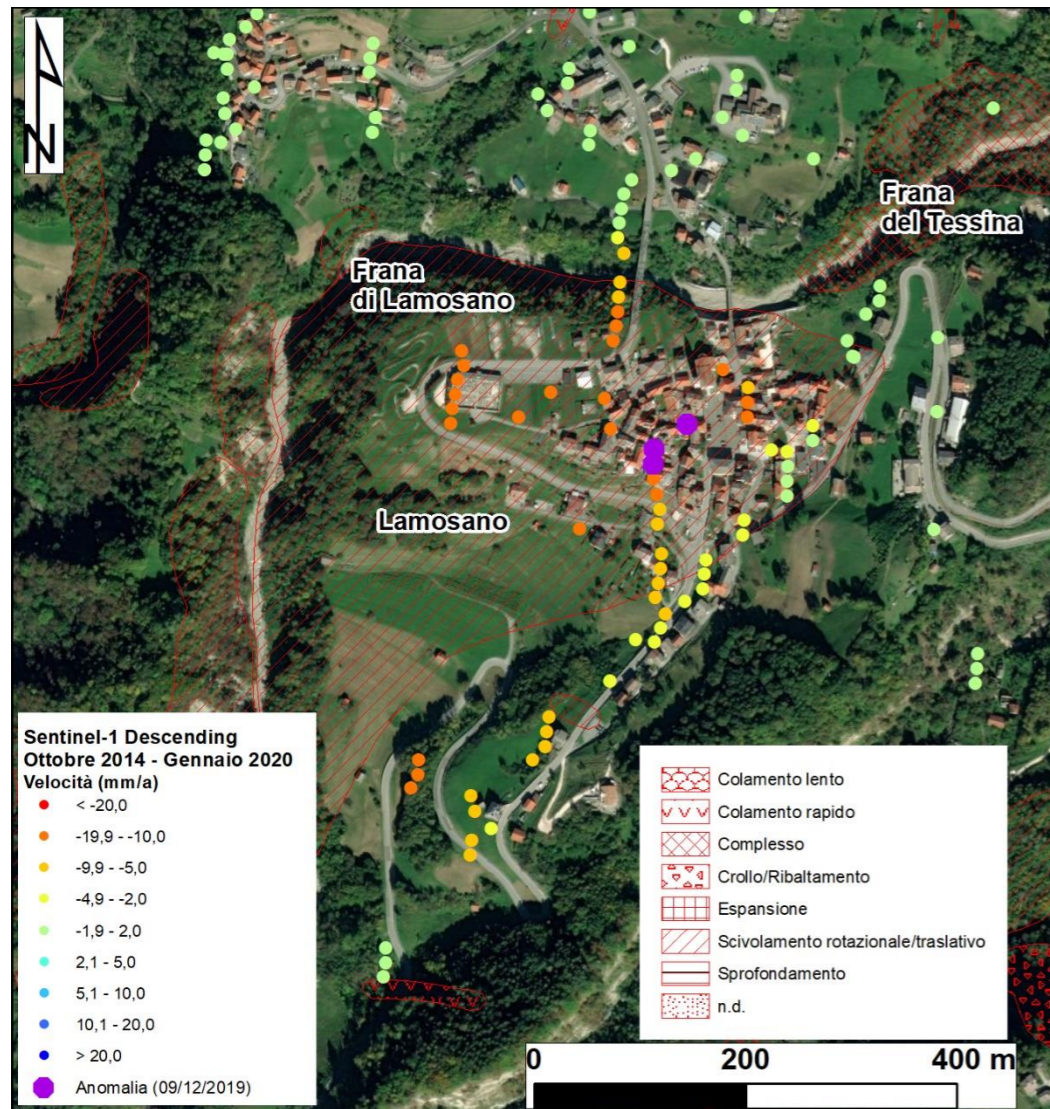 N
Frana
del Tessina
Frana
di Lamosano
Lamosano
Sentinel-1 Descending
Ottobre 2014 - Gennaio 2020
Velocità (mm/a)
< -20,0
-19,9 - -10,0
-9,9 - -5,0
-4,9 - -2,0
-1,9 - 2,0
2,1 - 5,0
5,1 - 10,0
10,1 - 20,0
> 20,0
Anomalia (09/12/2019)
Colamento lento
Colamento rapido
Complesso
Crollo/Ribaltamento
Espansione
Scivolamento rotazionale/traslativo
Sprofondamento
n.d.
0 200 400 m